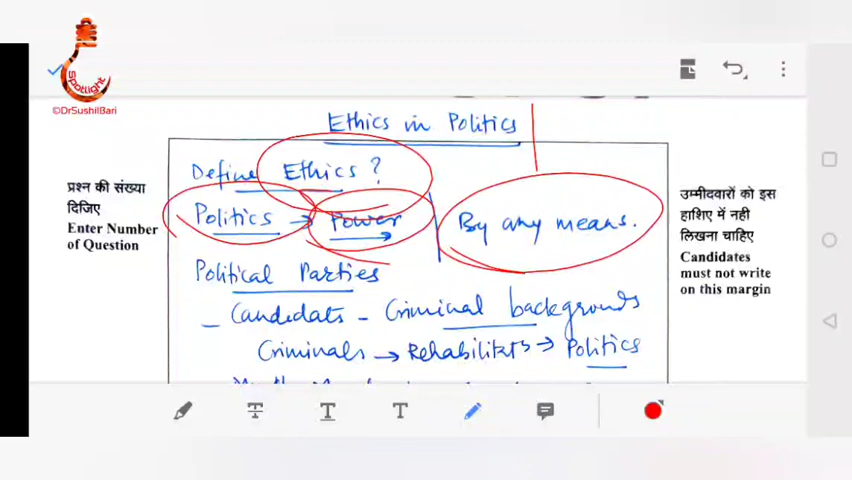 Spotlight
©DrSushilBari
Ethics in Politics
Define Ethics?
प्रश्न की संख्या
दिजिए
Enter Number
of Question
Politics → Power
By any means.
उम्मीदवारों को इस
हाशिए में नही
लिखना चाहिए
Candidates
must not write
on this margin
Political Parties
– Candidats – Criminal backgrounds
Criminals → Rehabilitats → Politics
T T T